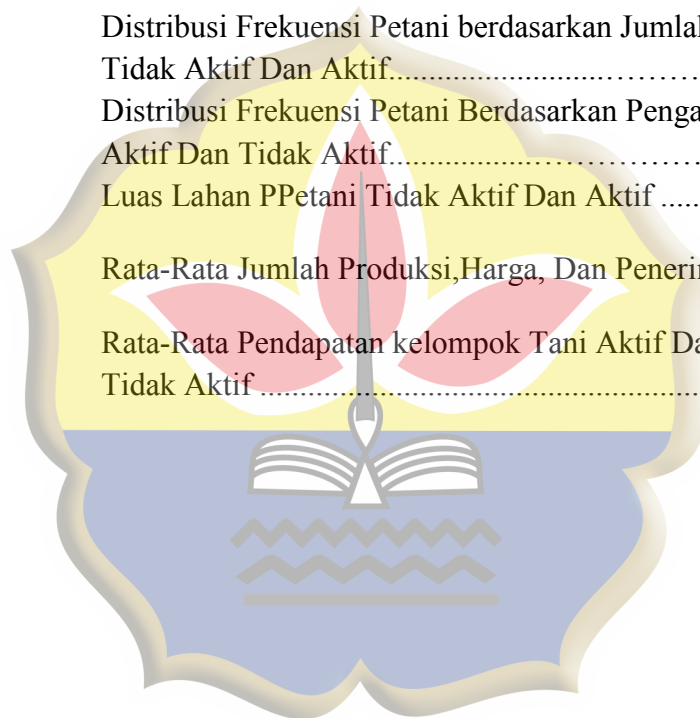 Distribusi Frekuensi Petani berdasarkan Jumlah
Tidak Aktif Dan Aktif...........................………
Distribusi Frekuensi Petani Berdasarkan Penga
Aktif Dan Tidak Aktif..................………………
Luas Lahan PPetani Tidak Aktif Dan Aktif .....
Rata-Rata Jumlah Produksi,Harga, Dan Penerin
Rata-Rata Pendapatan kelompok Tani Aktif Da
Tidak Aktif ........................................................